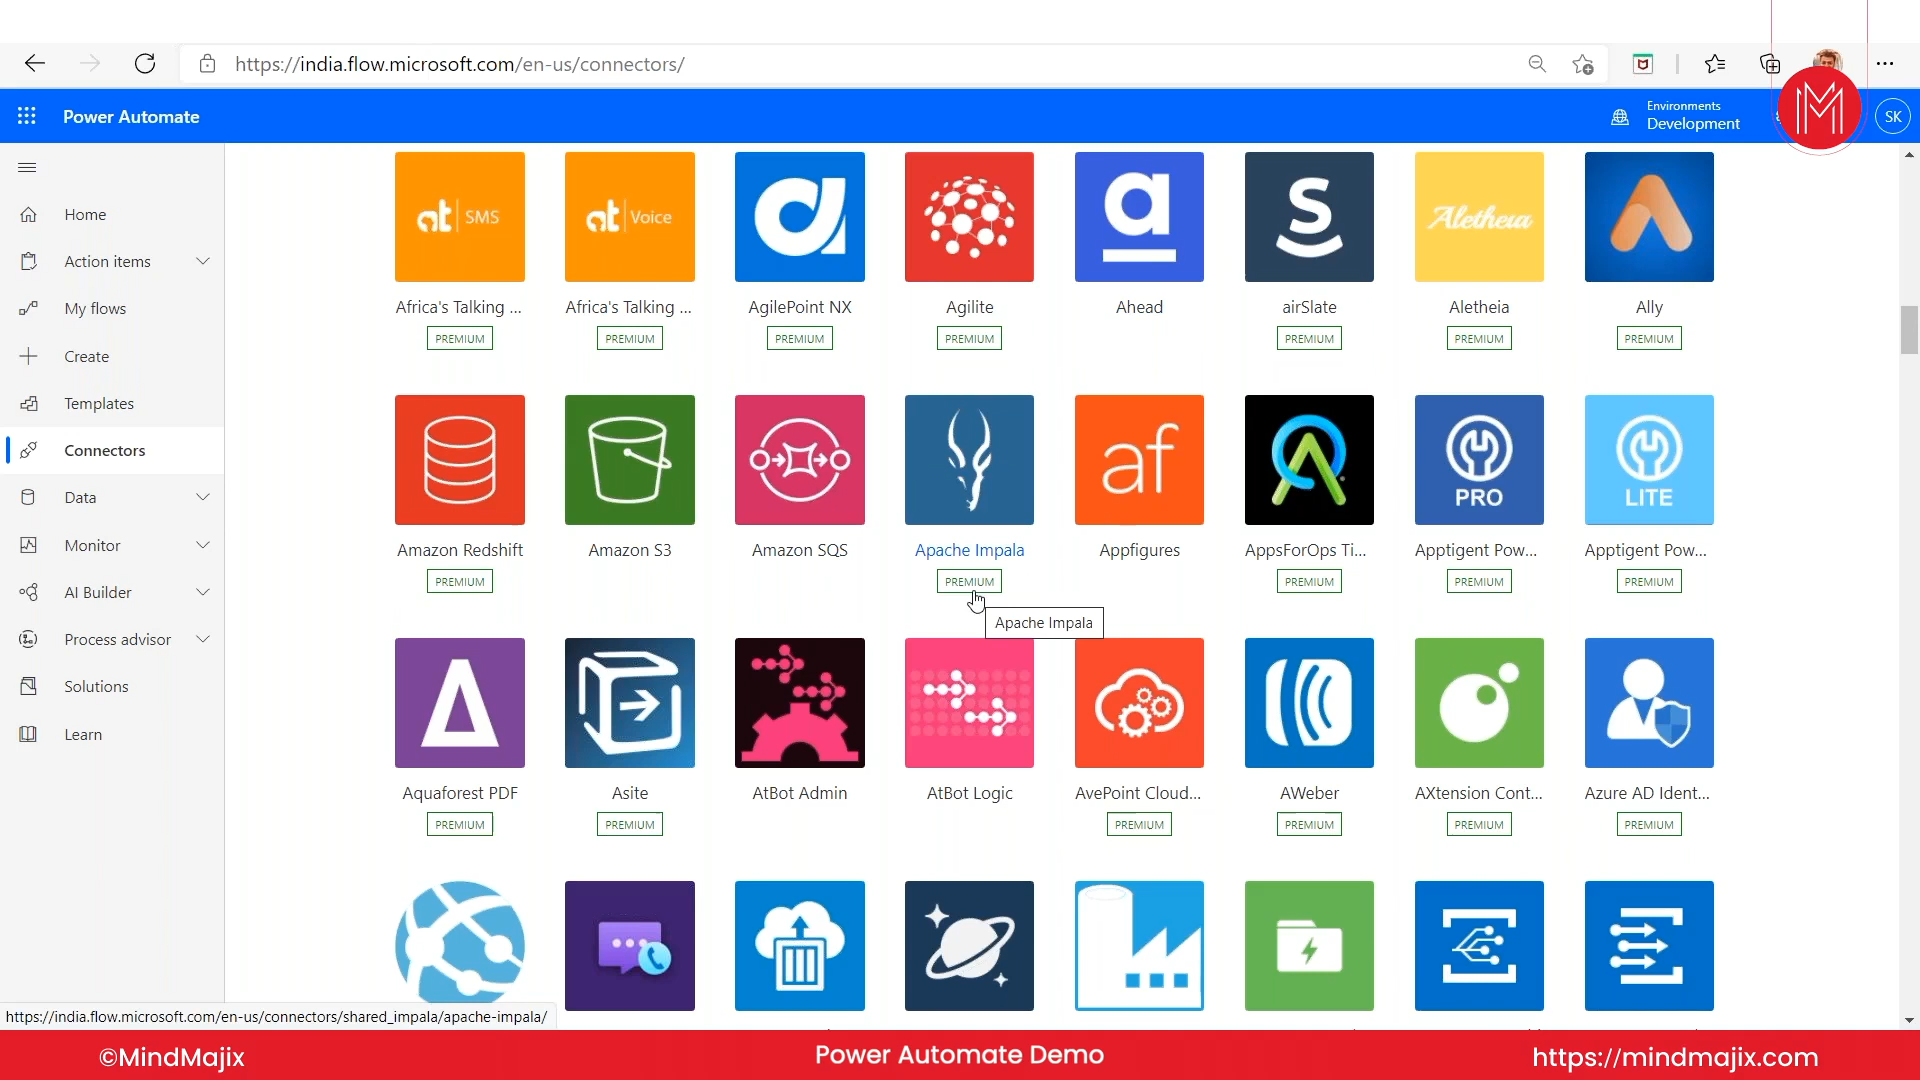 https://india.flow.microsoft.com/en-us/connectors/
Power Automate
Environments
Development
SK
Home
Action items
My flows
Create
Templates
Connectors
Data
Monitor
AI Builder
Process advisor
Solutions
Learn
at SMS
at Voice
a
S
Aletheia
Africa's Talking ...
Africa's Talking ...
AgilePoint NX
Agilite
Ahead
airSlate
Aletheia
Ally
PREMIUM
PREMIUM
PREMIUM
PREMIUM
PREMIUM
PREMIUM
PREMIUM
af
PRO
LITE
Amazon Redshift
Amazon S3
Amazon SQS
Apache Impala
Appfigures
AppsForOps Ti...
Apptigent Pow...
Apptigent Pow...
PREMIUM
PREMIUM
PREMIUM
PREMIUM
PREMIUM
Apache Impala
Aquaforest PDF
Asite
AtBot Admin
AtBot Logic
AvePoint Cloud...
AWeber
AXtension Cont...
Azure AD Ident...
PREMIUM
PREMIUM
PREMIUM
PREMIUM
PREMIUM
PREMIUM
https://india.flow.microsoft.com/en-us/connectors/shared_impala/apache-impala/
©MindMajix
Power Automate Demo
https://mindmajix.com